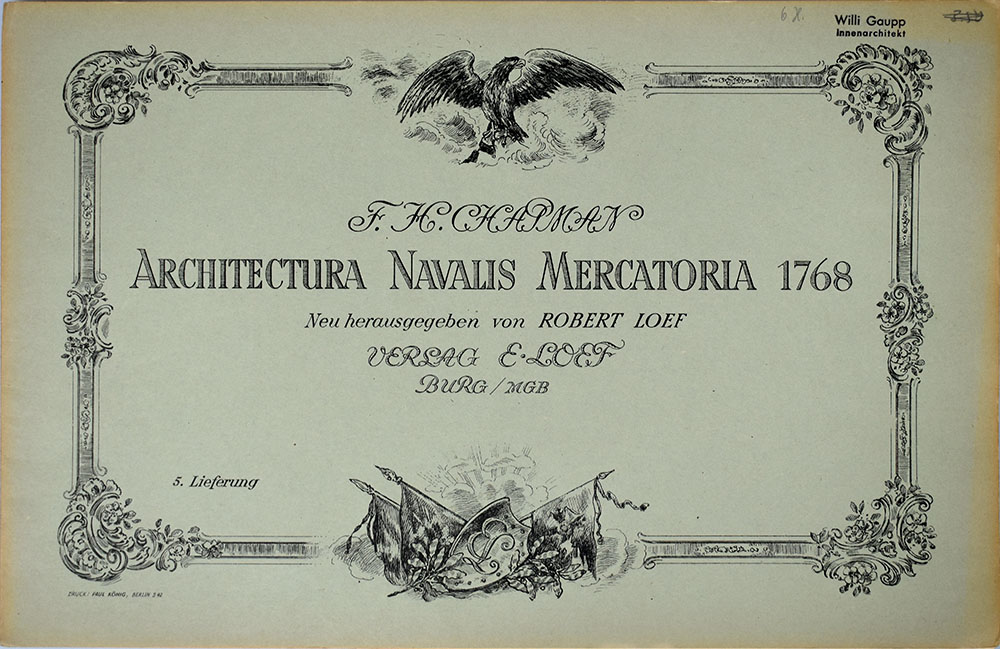 Willi Gaupp
Innenarchitekt
F. H. CHAPMAN
ARCHITECTURA NAVALIS MERCATORIA 1768
Neu herausgegeben von ROBERT LOEF
VERLAG E. LOEF
BURG / MGB
5. Lieferung
DRUCK: PAUL KÖNIG, BERLIN S 42